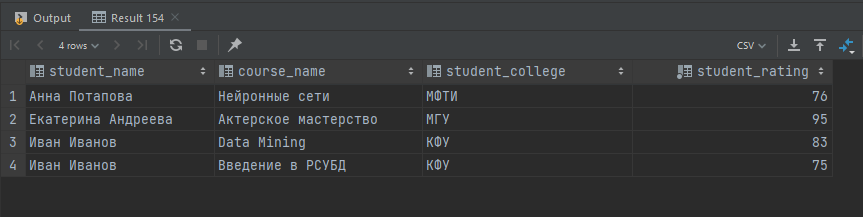 Output Result 154
4 rows CSV
student_name course_name student_college student_rating
1 Анна Потапова Нейронные сети МФТИ 76
2 Екатерина Андреева Актерское мастерство МГУ 95
3 Иван Иванов Data Mining КФУ 83
4 Иван Иванов Введение в РСУБД КФУ 75